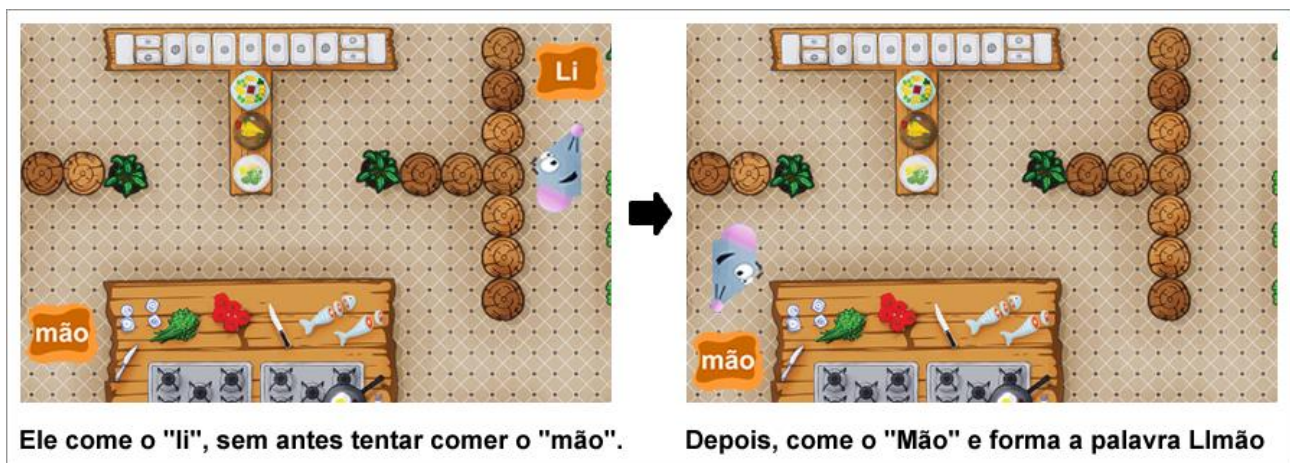 Li
mão
mão
Ele come o "li", sem antes tentar comer o "mão".
Depois, come o "Mão" e forma a palavra LImão